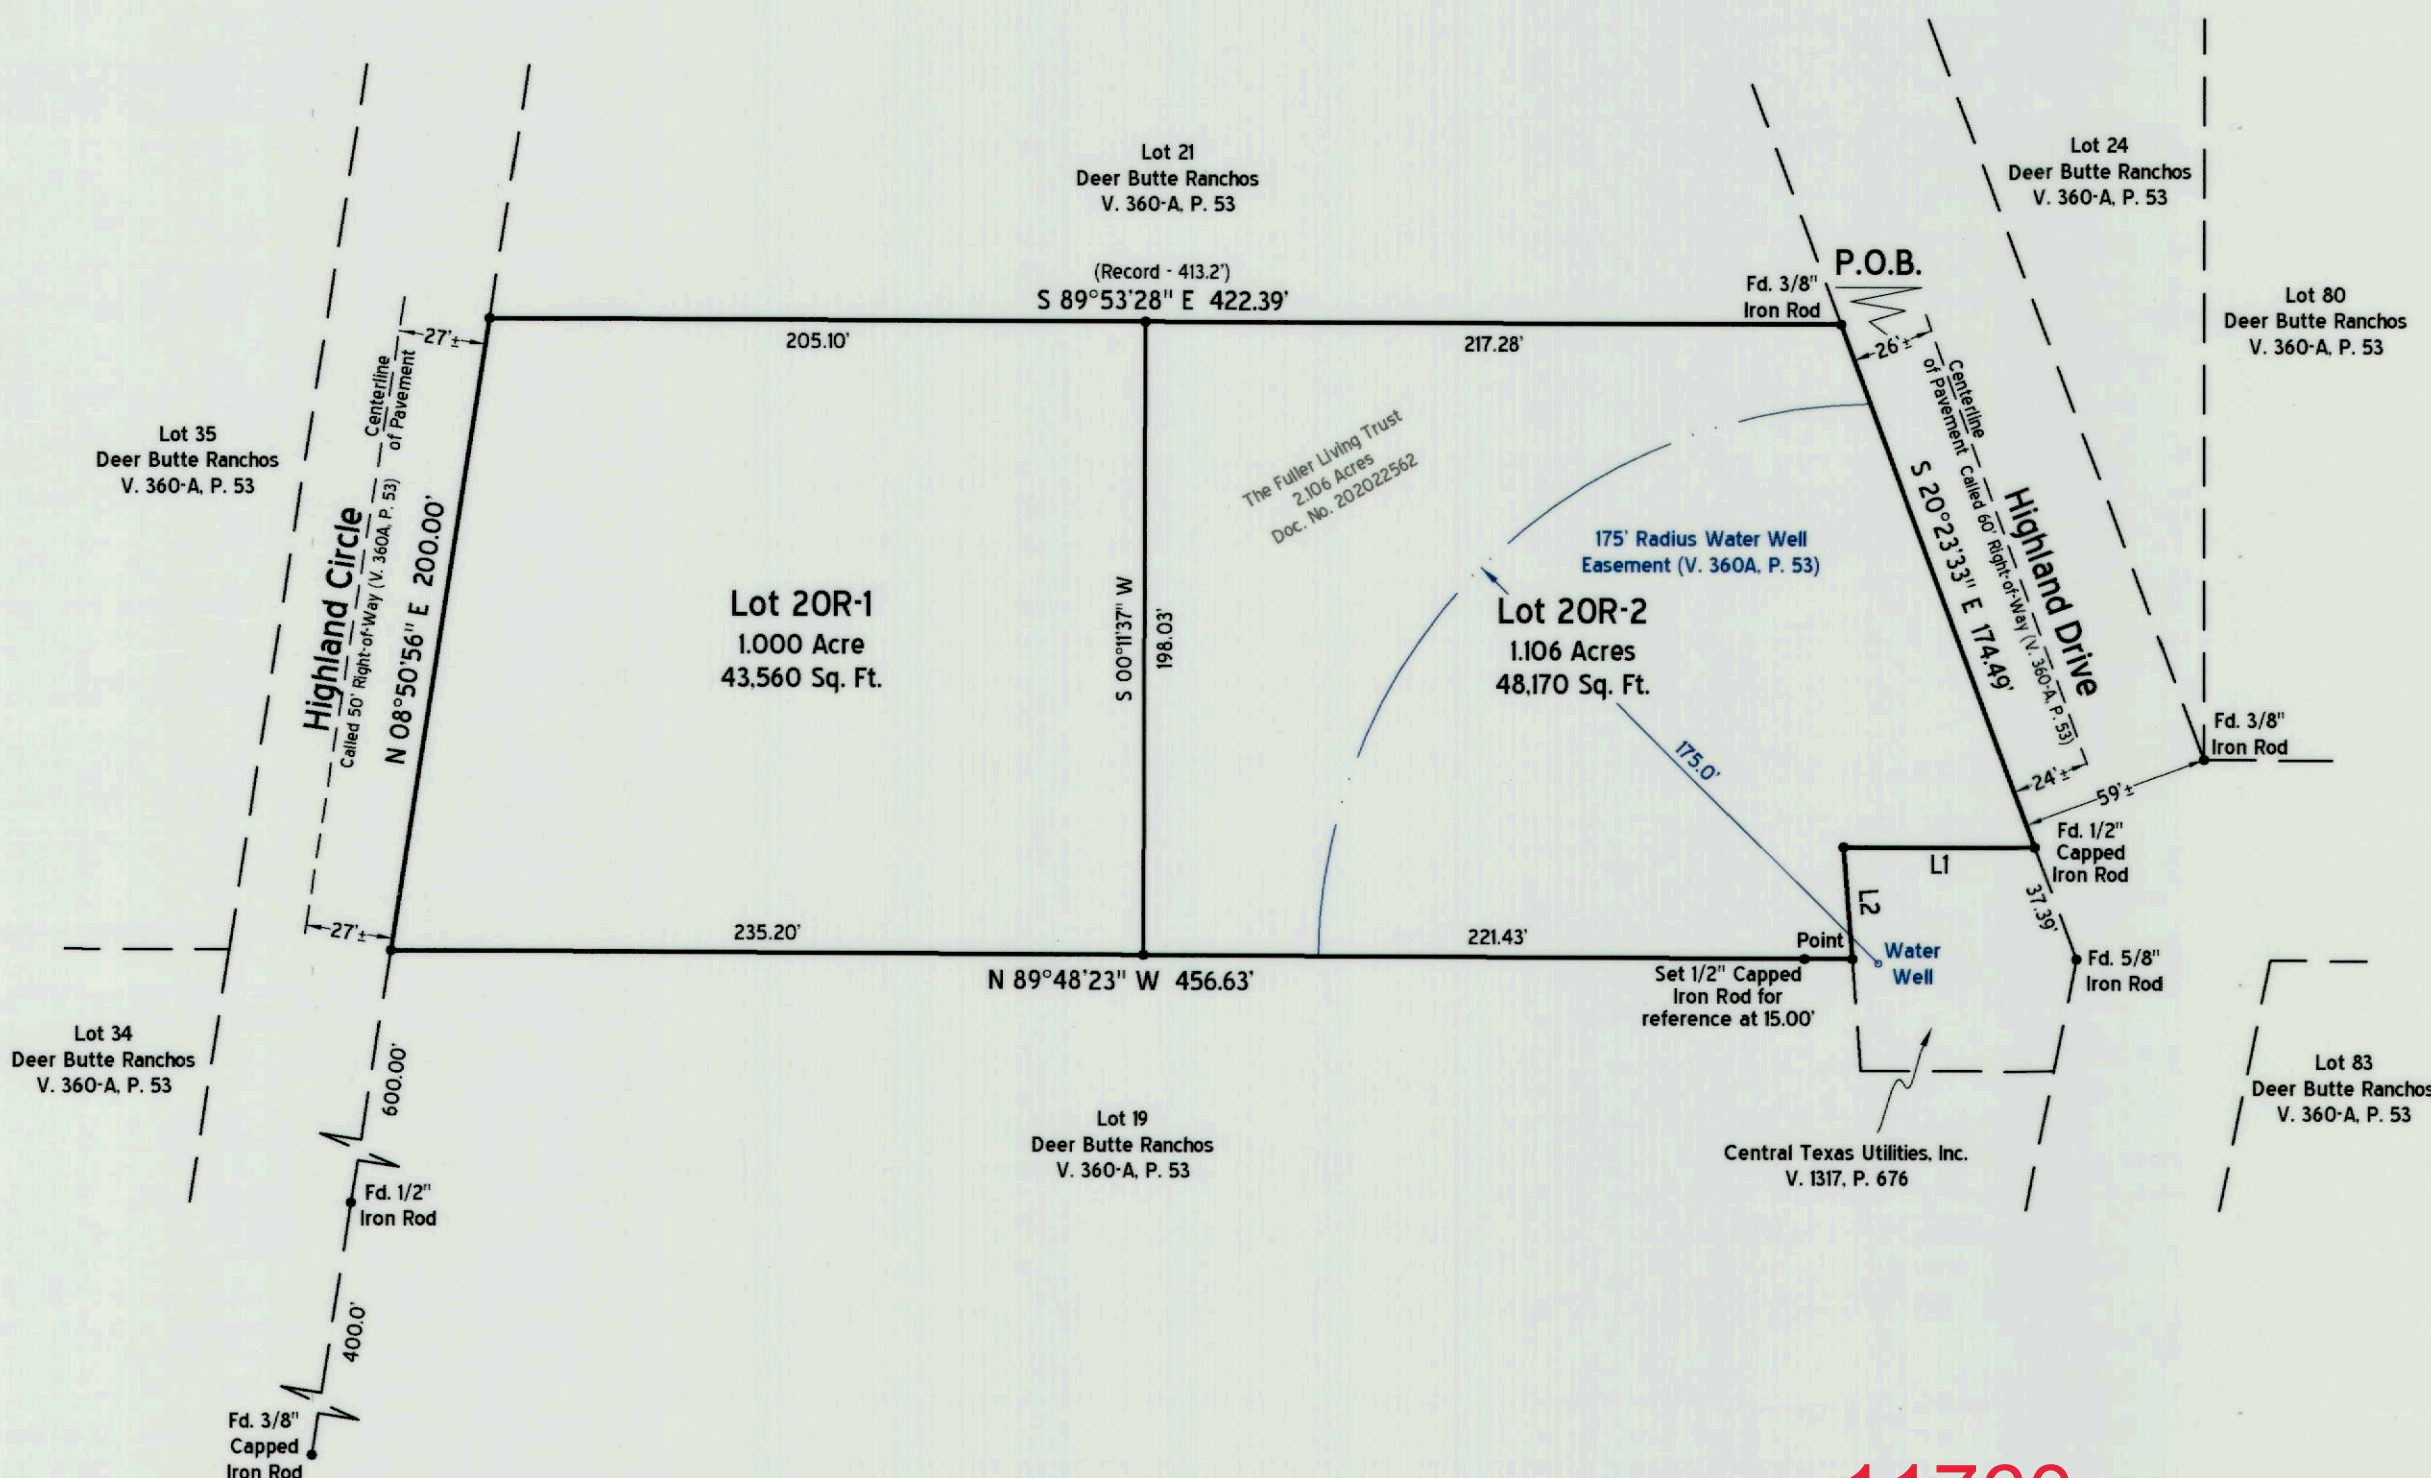 Lot 21
Deer Butte Ranchos
V. 360-A, P. 53
Lot 24
Deer Butte Ranchos
V. 360-A, P. 53
(Record - 413.2')
S 89°53'28" E 422.39'
Fd. 3/8"
Iron Rod
P.O.B.
Lot 80
Deer Butte Ranchos
V. 360-A, P. 53
27'±
205.10'
217.28'
26'±
Centerline
of Pavement
Centerline
of Pavement
Lot 35
Deer Butte Ranchos
V. 360-A, P. 53
The Fuller Living Trust
2.106 Acres
Doc. No. 202022562
175' Radius Water Well
Easement (V. 360A, P. 53)
Highland Circle
Called 50' Right-of-Way (V. 360A, P. 53)
N 08°50'56" E 200.00'
Lot 20R-1
1.000 Acre
43,560 Sq. Ft.
S 00°11'37" W
198.03'
Lot 20R-2
1.106 Acres
48,170 Sq. Ft.
S 20°23'33" E 174.49'
Called 60' Right-of-Way (V. 360-A, P. 53)
Highland Drive
175.0'
Fd. 3/8"
Iron Rod
24'±
59'±
Fd. 1/2"
Capped
Iron Rod
L1
L2
37.39'
27'±
235.20'
221.43'
Point
Water
Well
Fd. 5/8"
Iron Rod
N 89°48'23" W 456.63'
Set 1/2" Capped
Iron Rod for
reference at 15.00'
Lot 34
Deer Butte Ranchos
V. 360-A, P. 53
600.00'
Lot 19
Deer Butte Ranchos
V. 360-A, P. 53
Central Texas Utilities, Inc.
V. 1317, P. 676
Lot 83
Deer Butte Ranchos
V. 360-A, P. 53
Fd. 1/2"
Iron Rod
400.0'
Fd. 3/8"
Capped
Iron Rod